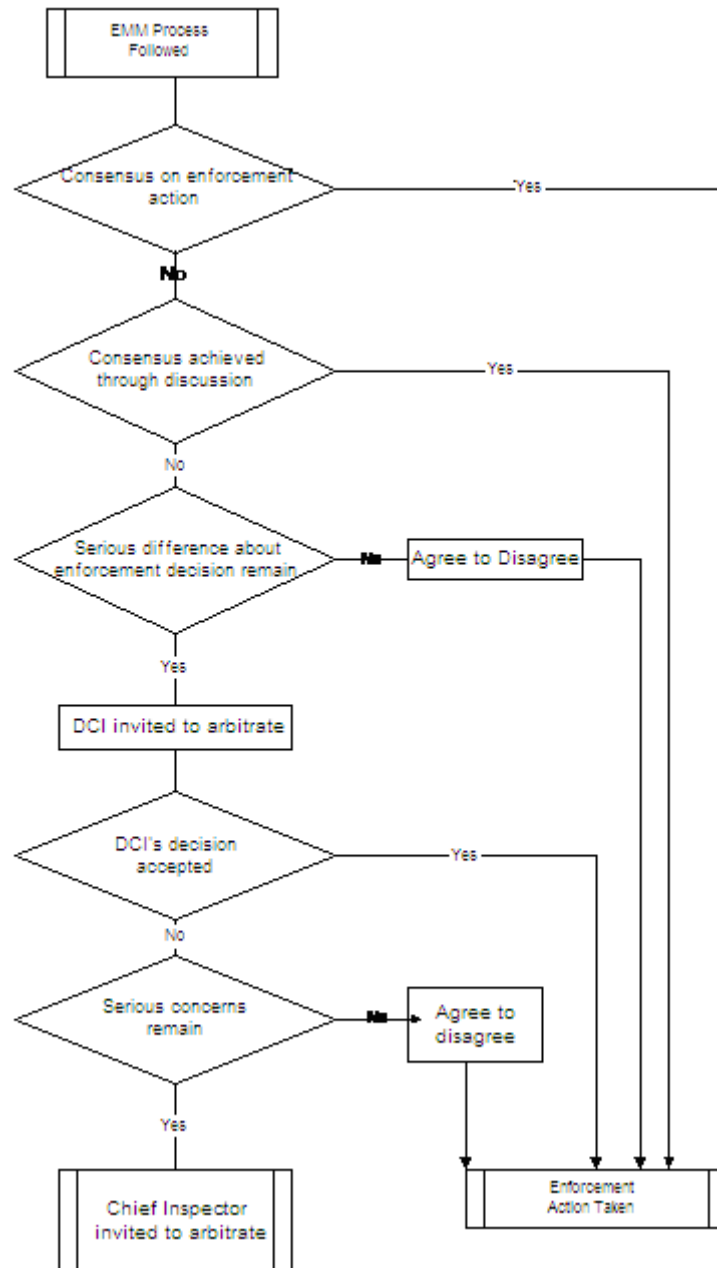 EMM Process
Followed
Consensus on enforcement
action
Yes
No
Consensus achieved
through discussion
Yes
No
Serious difference about
enforcement decision remain
No
Agree to Disagree
Yes
DCI invited to arbitrate
DCI's decision
accepted
Yes
No
Serious concerns
remain
No
Agree to
disagree
Yes
Chief Inspector
invited to arbitrate
Enforcement
Action Taken